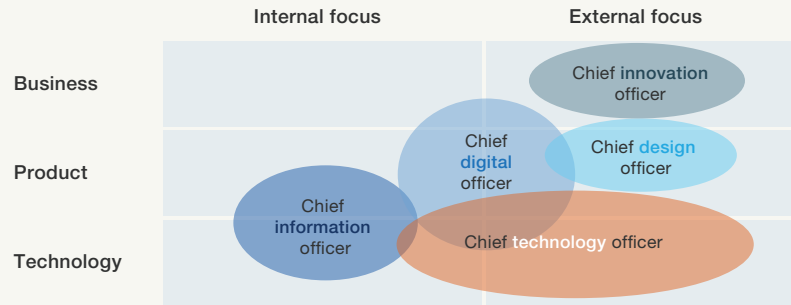 Internal focus
External focus
Business
Chief innovation
officer
Product
Chief
digital
officer
Chief design
officer
Chief
information
officer
Technology
Chief technology officer